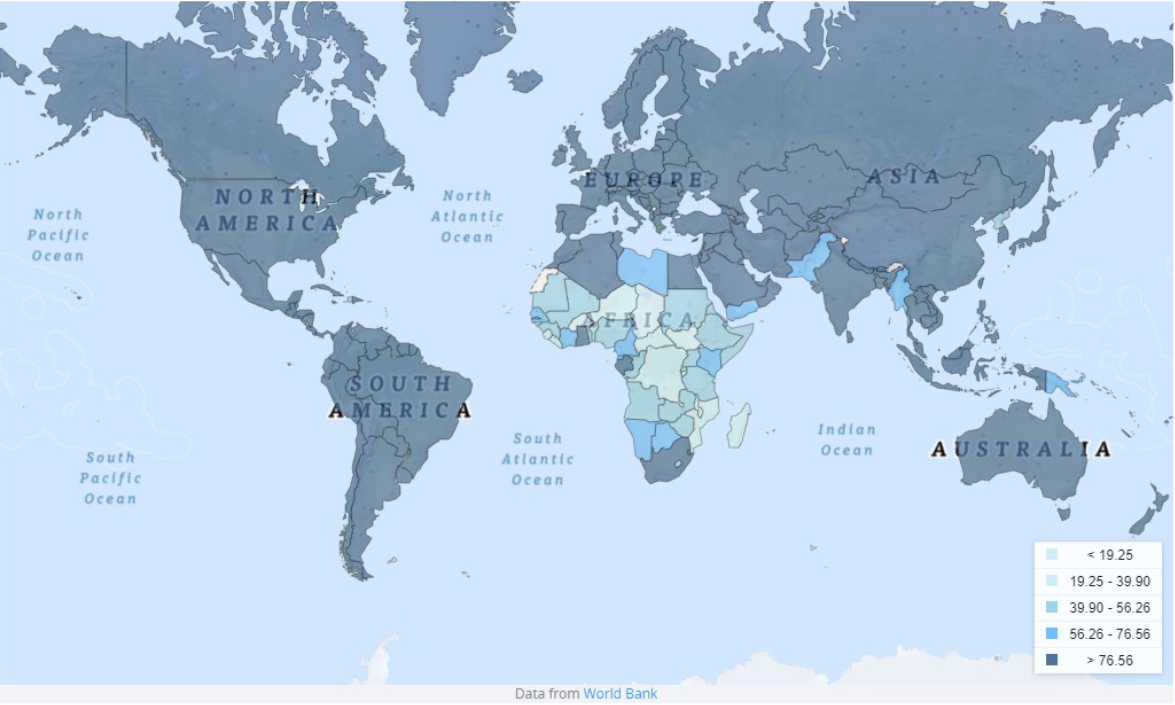 North
Pacific
Ocean
NORTH
AMERICA
North
Atlantic
Ocean
EUROPE
ASIA
AFRICA
SOUTH
AMERICA
South
Pacific
Ocean
South
Atlantic
Ocean
Indian
Ocean
AUSTRALIA
< 19.25
19.25 - 39.90
39.90 - 56.26
56.26 - 76.56
> 76.56
Data from World Bank